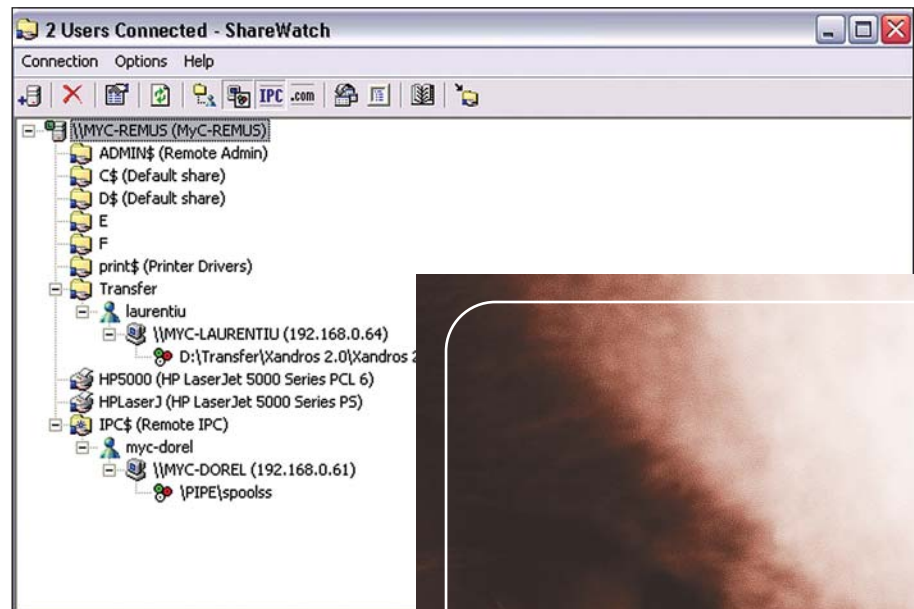 2 Users Connected - ShareWatch
Connection Options Help
IPC .com
\\MYC-REMUS (MyC-REMUS)
ADMIN$ (Remote Admin)
C$ (Default share)
D$ (Default share)
E
F
print$ (Printer Drivers)
Transfer
laurentiu
\\MYC-LAURENTIU (192.168.0.64)
D:\Transfer\Xandros 2.0\Xandros
HP5000 (HP LaserJet 5000 Series PCL 6)
HPLaserJ (HP LaserJet 5000 Series PS)
IPC$ (Remote IPC)
myc-dorel
\\MYC-DOREL (192.168.0.61)
\PIPE\spoolss